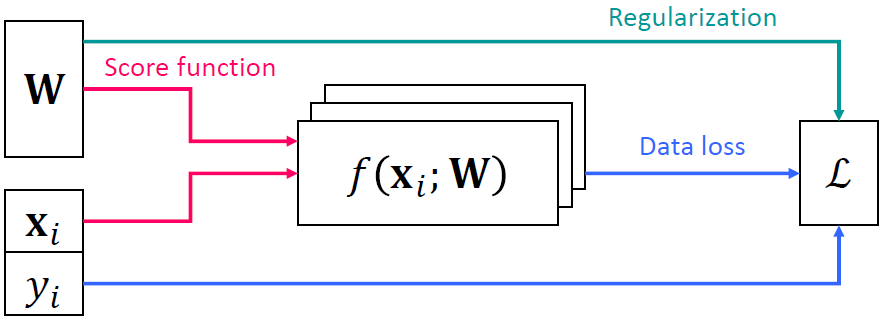 Regularization
W
Score function
f(xᵢ; W)
Data loss
ℒ
xᵢ
yᵢ